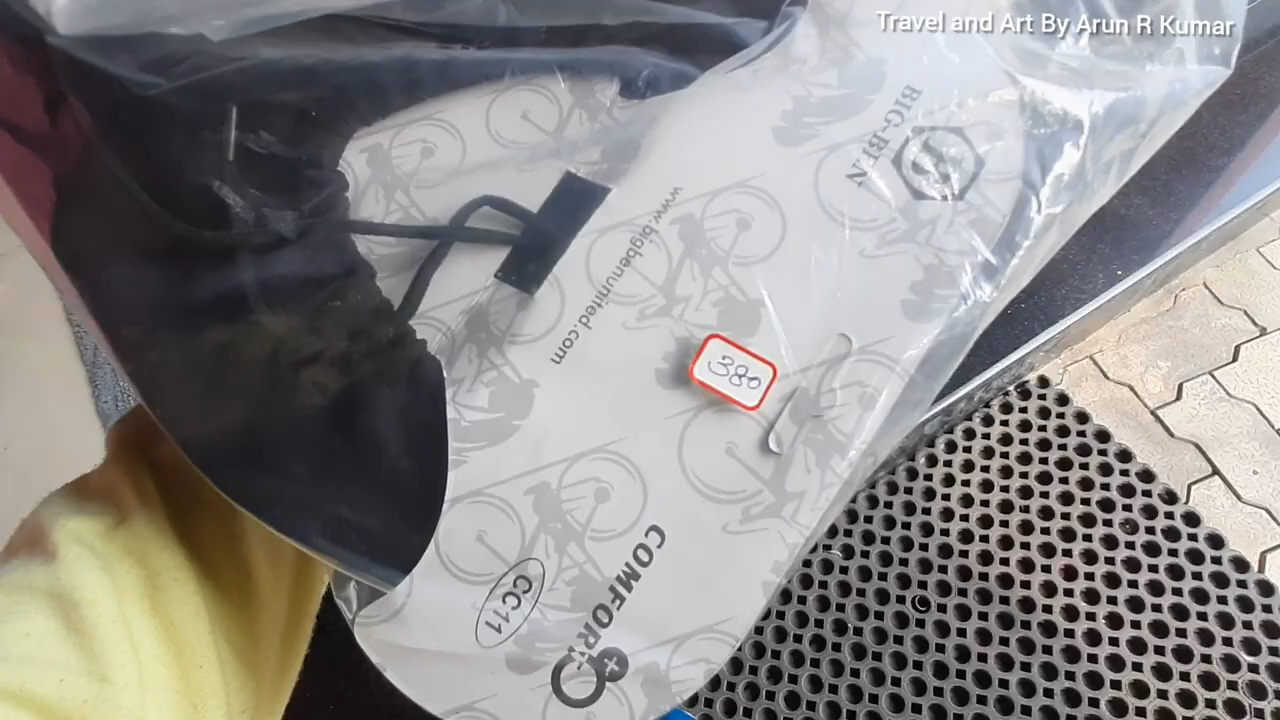 Travel and Art By Arun R Kumar
BIG-BEN
B
www.bigbenunited.com
380
COMFORT
CC11